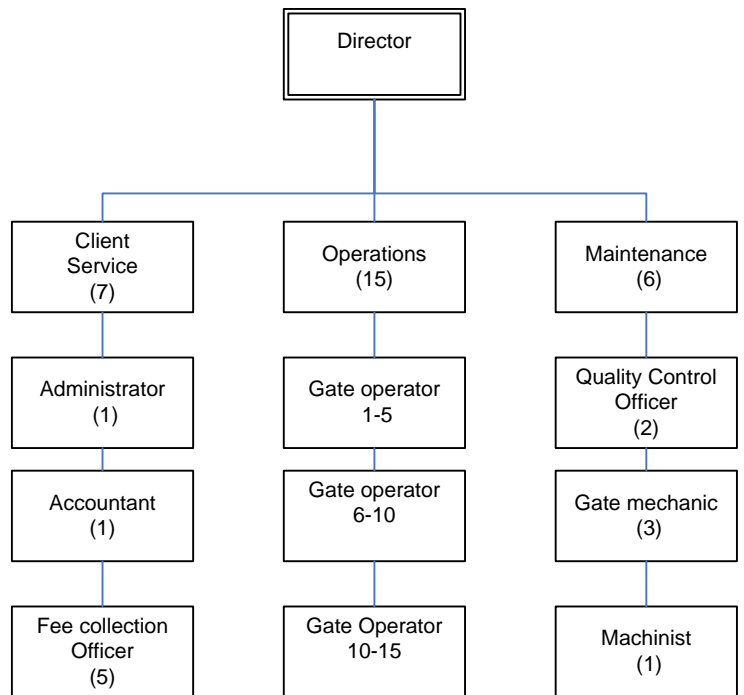 Director
Client
Service
(7)
Operations
(15)
Maintenance
(6)
Administrator
(1)
Gate operator
1-5
Quality Control
Officer
(2)
Accountant
(1)
Gate operator
6-10
Gate mechanic
(3)
Fee collection
Officer
(5)
Gate Operator
10-15
Machinist
(1)